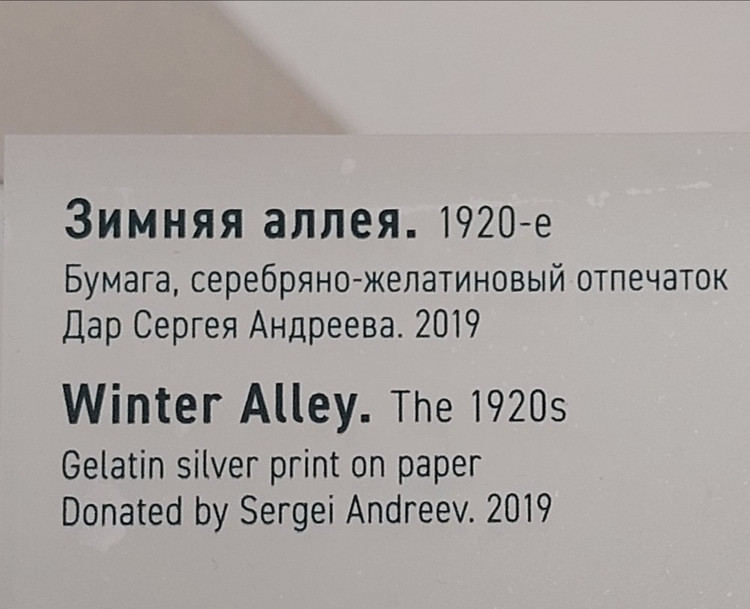 Зимняя аллея. 1920-е
Бумага, серебряно-желатиновый отпечаток
Дар Сергея Андреева. 2019
Winter Alley. The 1920s
Gelatin silver print on paper
Donated by Sergei Andreev. 2019